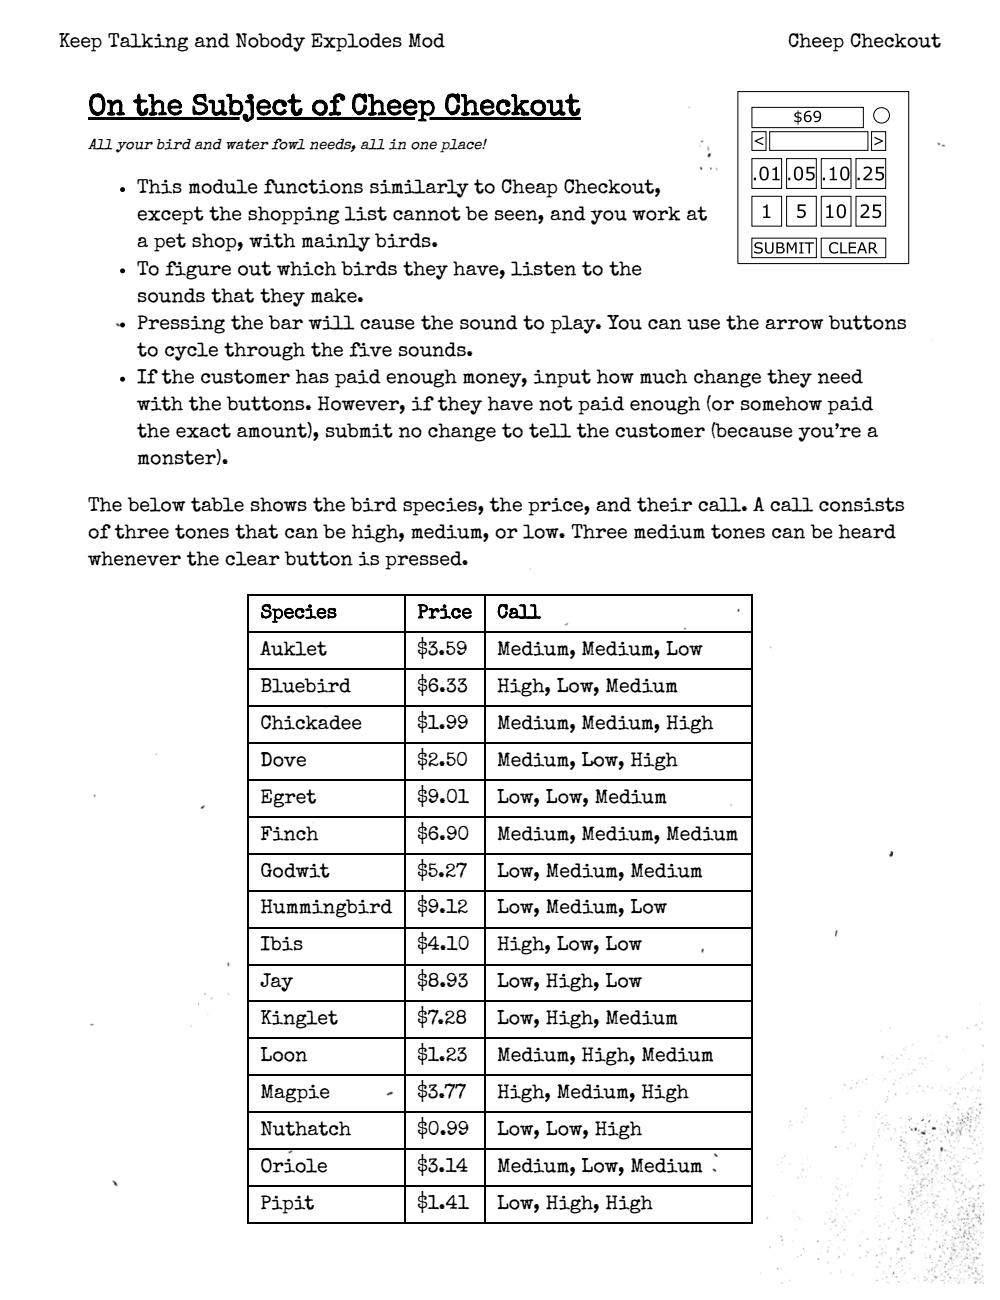 Keep Talking and Nobody Explodes Mod Cheep Checkout
On the Subject of Cheep Checkout
All your bird and water fowl needs, all in one place!
$69
< >
.01 .05 .10 .25
1 5 10 25
SUBMIT CLEAR
• This module functions similarly to Cheap Checkout,
except the shopping list cannot be seen, and you work at
a pet shop, with mainly birds.
• To figure out which birds they have, listen to the
sounds that they make.
• Pressing the bar will cause the sound to play. You can use the arrow buttons
to cycle through the five sounds.
• If the customer has paid enough money, input how much change they need
with the buttons. However, if they have not paid enough (or somehow paid
the exact amount), submit no change to tell the customer (because you're a
monster).
The below table shows the bird species, the price, and their call. A call consists
of three tones that can be high, medium, or low. Three medium tones can be heard
whenever the clear button is pressed.
Species Price Call
Auklet $3.59 Medium, Medium, Low
Bluebird $6.33 High, Low, Medium
Chickadee $1.99 Medium, Medium, High
Dove $2.50 Medium, Low, High
Egret $9.01 Low, Low, Medium
Finch $6.90 Medium, Medium, Medium
Godwit $5.27 Low, Medium, Medium
Hummingbird $9.12 Low, Medium, Low
Ibis $4.10 High, Low, Low
Jay $8.93 Low, High, Low
Kinglet $7.28 Low, High, Medium
Loon $1.23 Medium, High, Medium
Magpie $3.77 High, Medium, High
Nuthatch $0.99 Low, Low, High
Oriole $3.14 Medium, Low, Medium
Pipit $1.41 Low, High, High